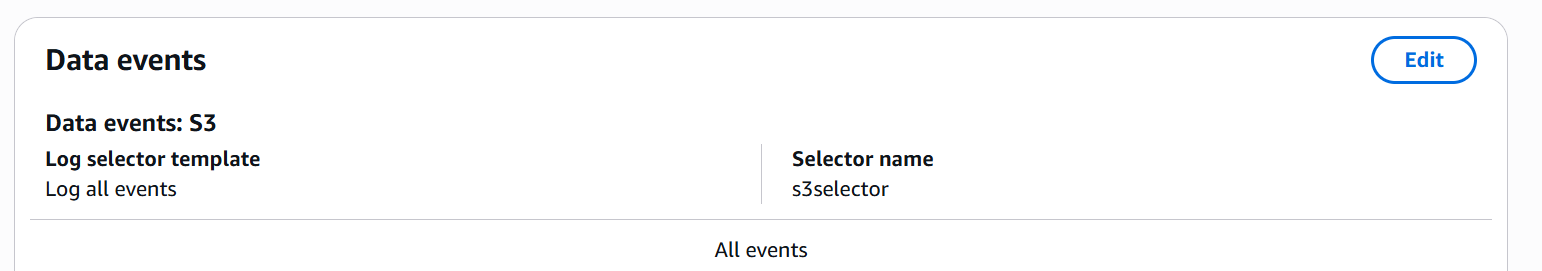 Data events
Edit
Data events: S3
Log selector template
Selector name
Log all events
s3selector
All events